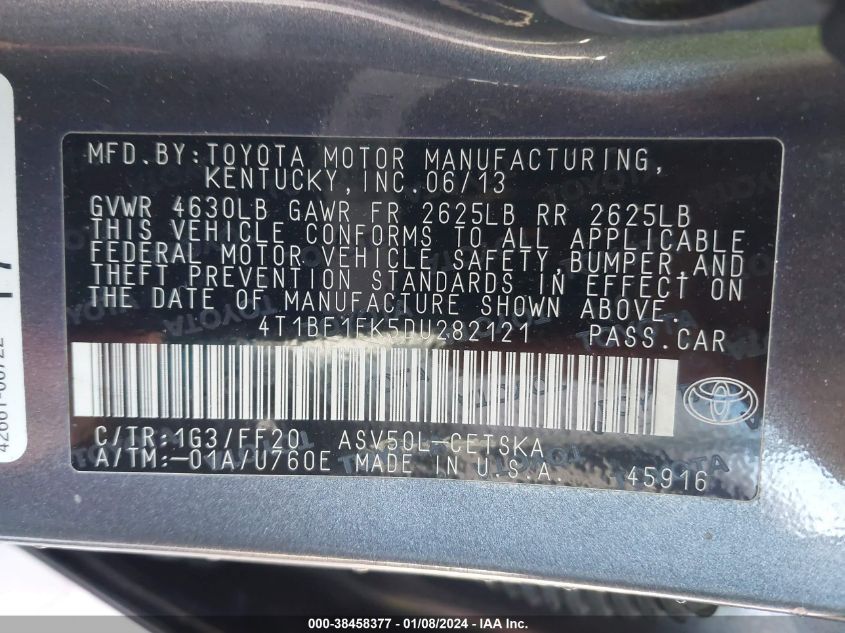 MFD.BY:TOYOTA MOTOR MANUFACTURING,
KENTUCKY, INC. 06/13
GVWR 4630LB GAWR FR 2625LB RR 2625LB
THIS VEHICLE CONFORMS TO ALL APPLICABLE
FEDERAL MOTOR VEHICLE SAFETY, BUMPER, AND
THEFT PREVENTION STANDARDS IN EFFECT ON
THE DATE OF MANUFACTURE SHOWN ABOVE.
4T1BF1FK5DU282121 PASS.CAR
C/TR:1G3/FF20 ASV50L-CETSKA
A/TM:-01A/U760E MADE IN U.S.A. 45916
000-38458377 - 01/08/2024 - IAA Inc.